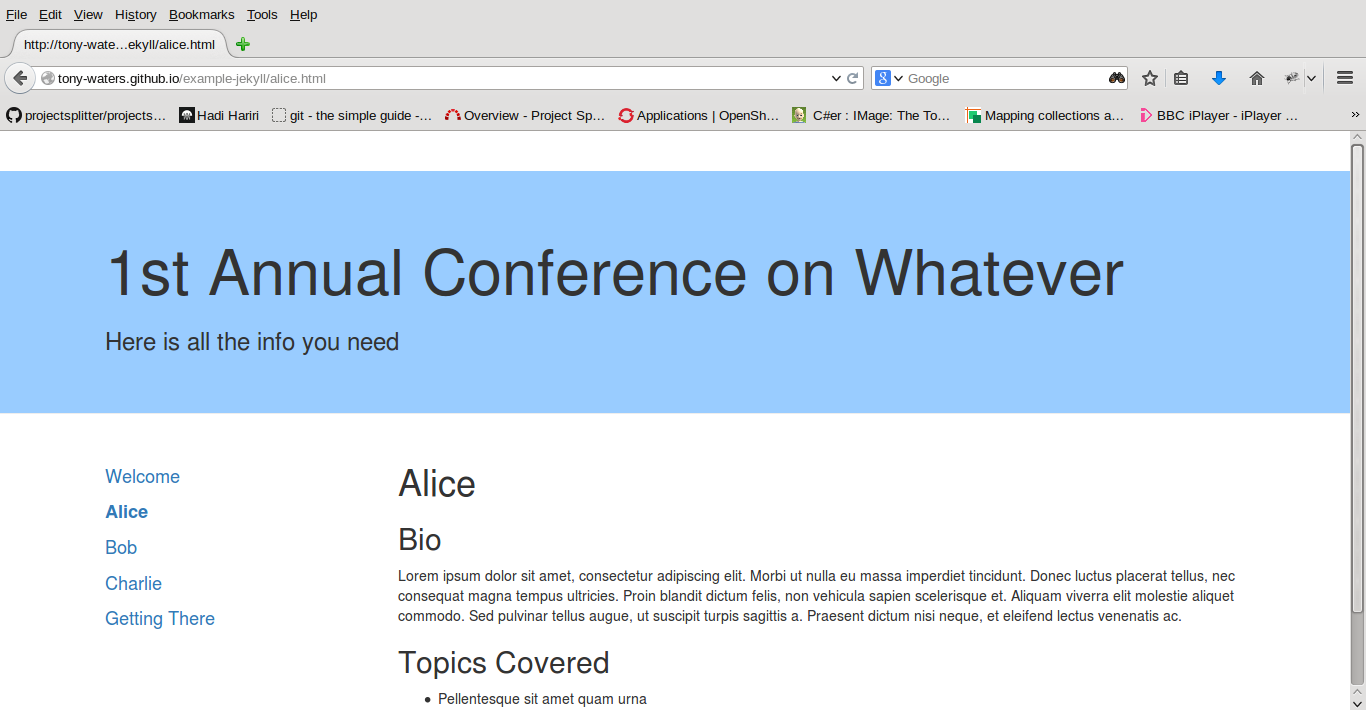 File Edit View History Bookmarks Tools Help
http://tony-wate…ekyll/alice.html
tony-waters.github.io/example-jekyll/alice.html
8 Google
projectsplitter/projects…
Hadi Hariri
git - the simple guide -…
Overview - Project Sp…
Applications | OpenSh…
C#er : IMage: The To…
Mapping collections a…
BBC iPlayer - iPlayer …
1st Annual Conference on Whatever
Here is all the info you need
Welcome
Alice
Bob
Charlie
Getting There
Alice
Bio
Lorem ipsum dolor sit amet, consectetur adipiscing elit. Morbi ut nulla eu massa imperdiet tincidunt. Donec luctus placerat tellus, nec
consequat magna tempus ultricies. Proin blandit dictum felis, non vehicula sapien scelerisque et. Aliquam viverra elit molestie aliquet
commodo. Sed pulvinar tellus augue, ut suscipit turpis sagittis a. Praesent dictum nisi neque, et eleifend lectus venenatis ac.
Topics Covered
• Pellentesque sit amet quam urna